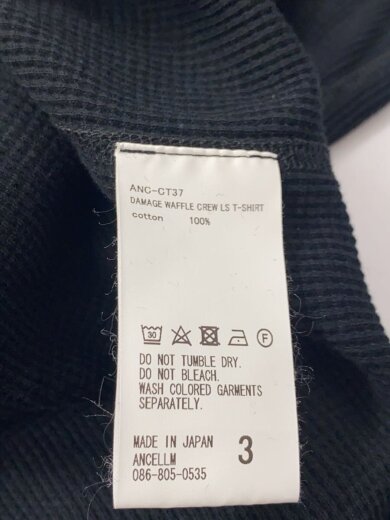 ANC-CT37
DAMAGE WAFFLE CREW LS T-SHIRT
cotton 100%
30 F
DO NOT TUMBLE DRY.
DO NOT BLEACH.
WASH COLORED GARMENTS
SEPARATELY.
MADE IN JAPAN 3
ANCELLM
086-805-0535